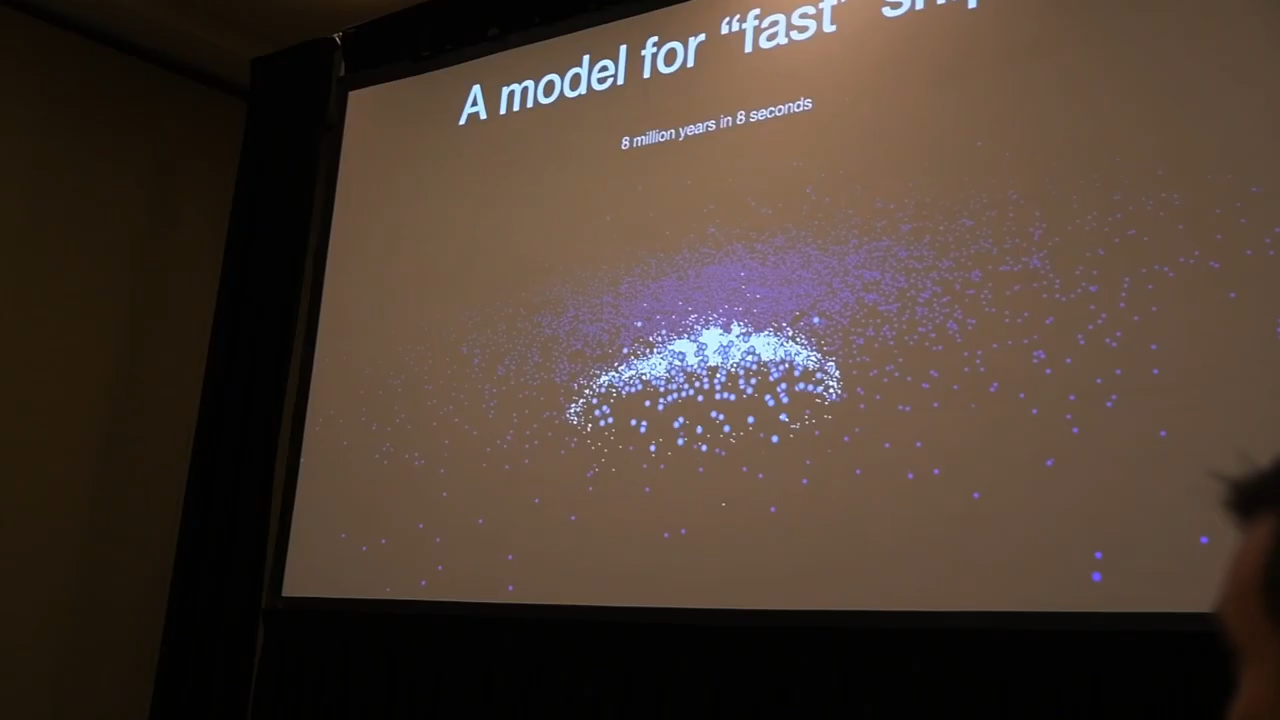 A model for “fast”
8 million years in 8 seconds